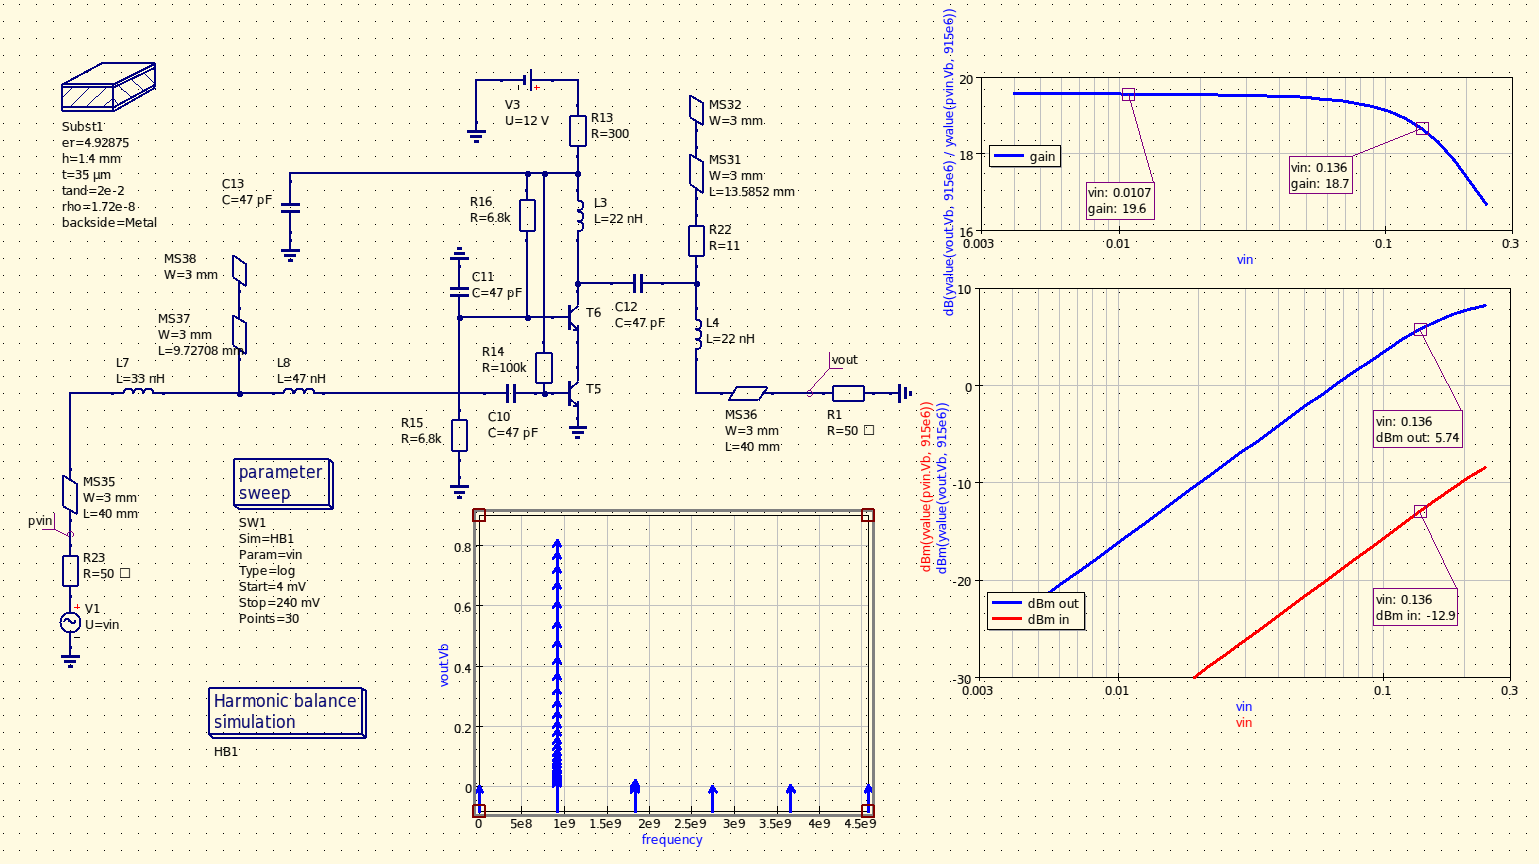 Subst1
er=4.92875
h=1.4 mm
t=35 µm
tand=2e-2
rho=1.72e-8
backside=Metal
MS38
W=3 mm
MS37
W=3 mm
L=9.72708 mm
L7
L=33 nH
L8
L=47 nH
C13
C=47 pF
V3
U=12 V
R13
R=300
R16
R=6.8k
L3
L=22 nH
C11
C=47 pF
T6
R14
R=100k
T5
C10
C=47 pF
R15
R=6.8k
C12
C=47 pF
MS32
W=3 mm
MS31
W=3 mm
L=13.5852 mm
R22
R=11
L4
L=22 nH
vout
MS36
W=3 mm
L=40 mm
R1
R=50 □
MS35
W=3 mm
L=40 mm
pvin
R23
R=50 □
V1
U=vin
parameter
sweep
SW1
Sim=HB1
Param=vin
Type=log
Start=4 mV
Stop=240 mV
Points=30
Harmonic balance
simulation
HB1
vout.Vb
0.8
0.6
0.4
0.2
0
0 5e8 1e9 1.5e9 2e9 2.5e9 3e9 3.5e9 4e9 4.5e9
frequency
dB(yvalue(vout.Vb, 915e6) / yvalue(pvin.Vb, 915e6))
20
18
16
gain
vin: 0.0107
gain: 19.6
vin: 0.136
gain: 18.7
0.003 0.01 0.1 0.3
vin
dBm(yvalue(pvin.Vb, 915e6))
dBm(yvalue(vout.Vb, 915e6))
10
0
-10
-20
-30
vin: 0.136
dBm out: 5.74
vin: 0.136
dBm in: -12.9
dBm out
dBm in
0.003 0.01 0.1 0.3
vin
vin